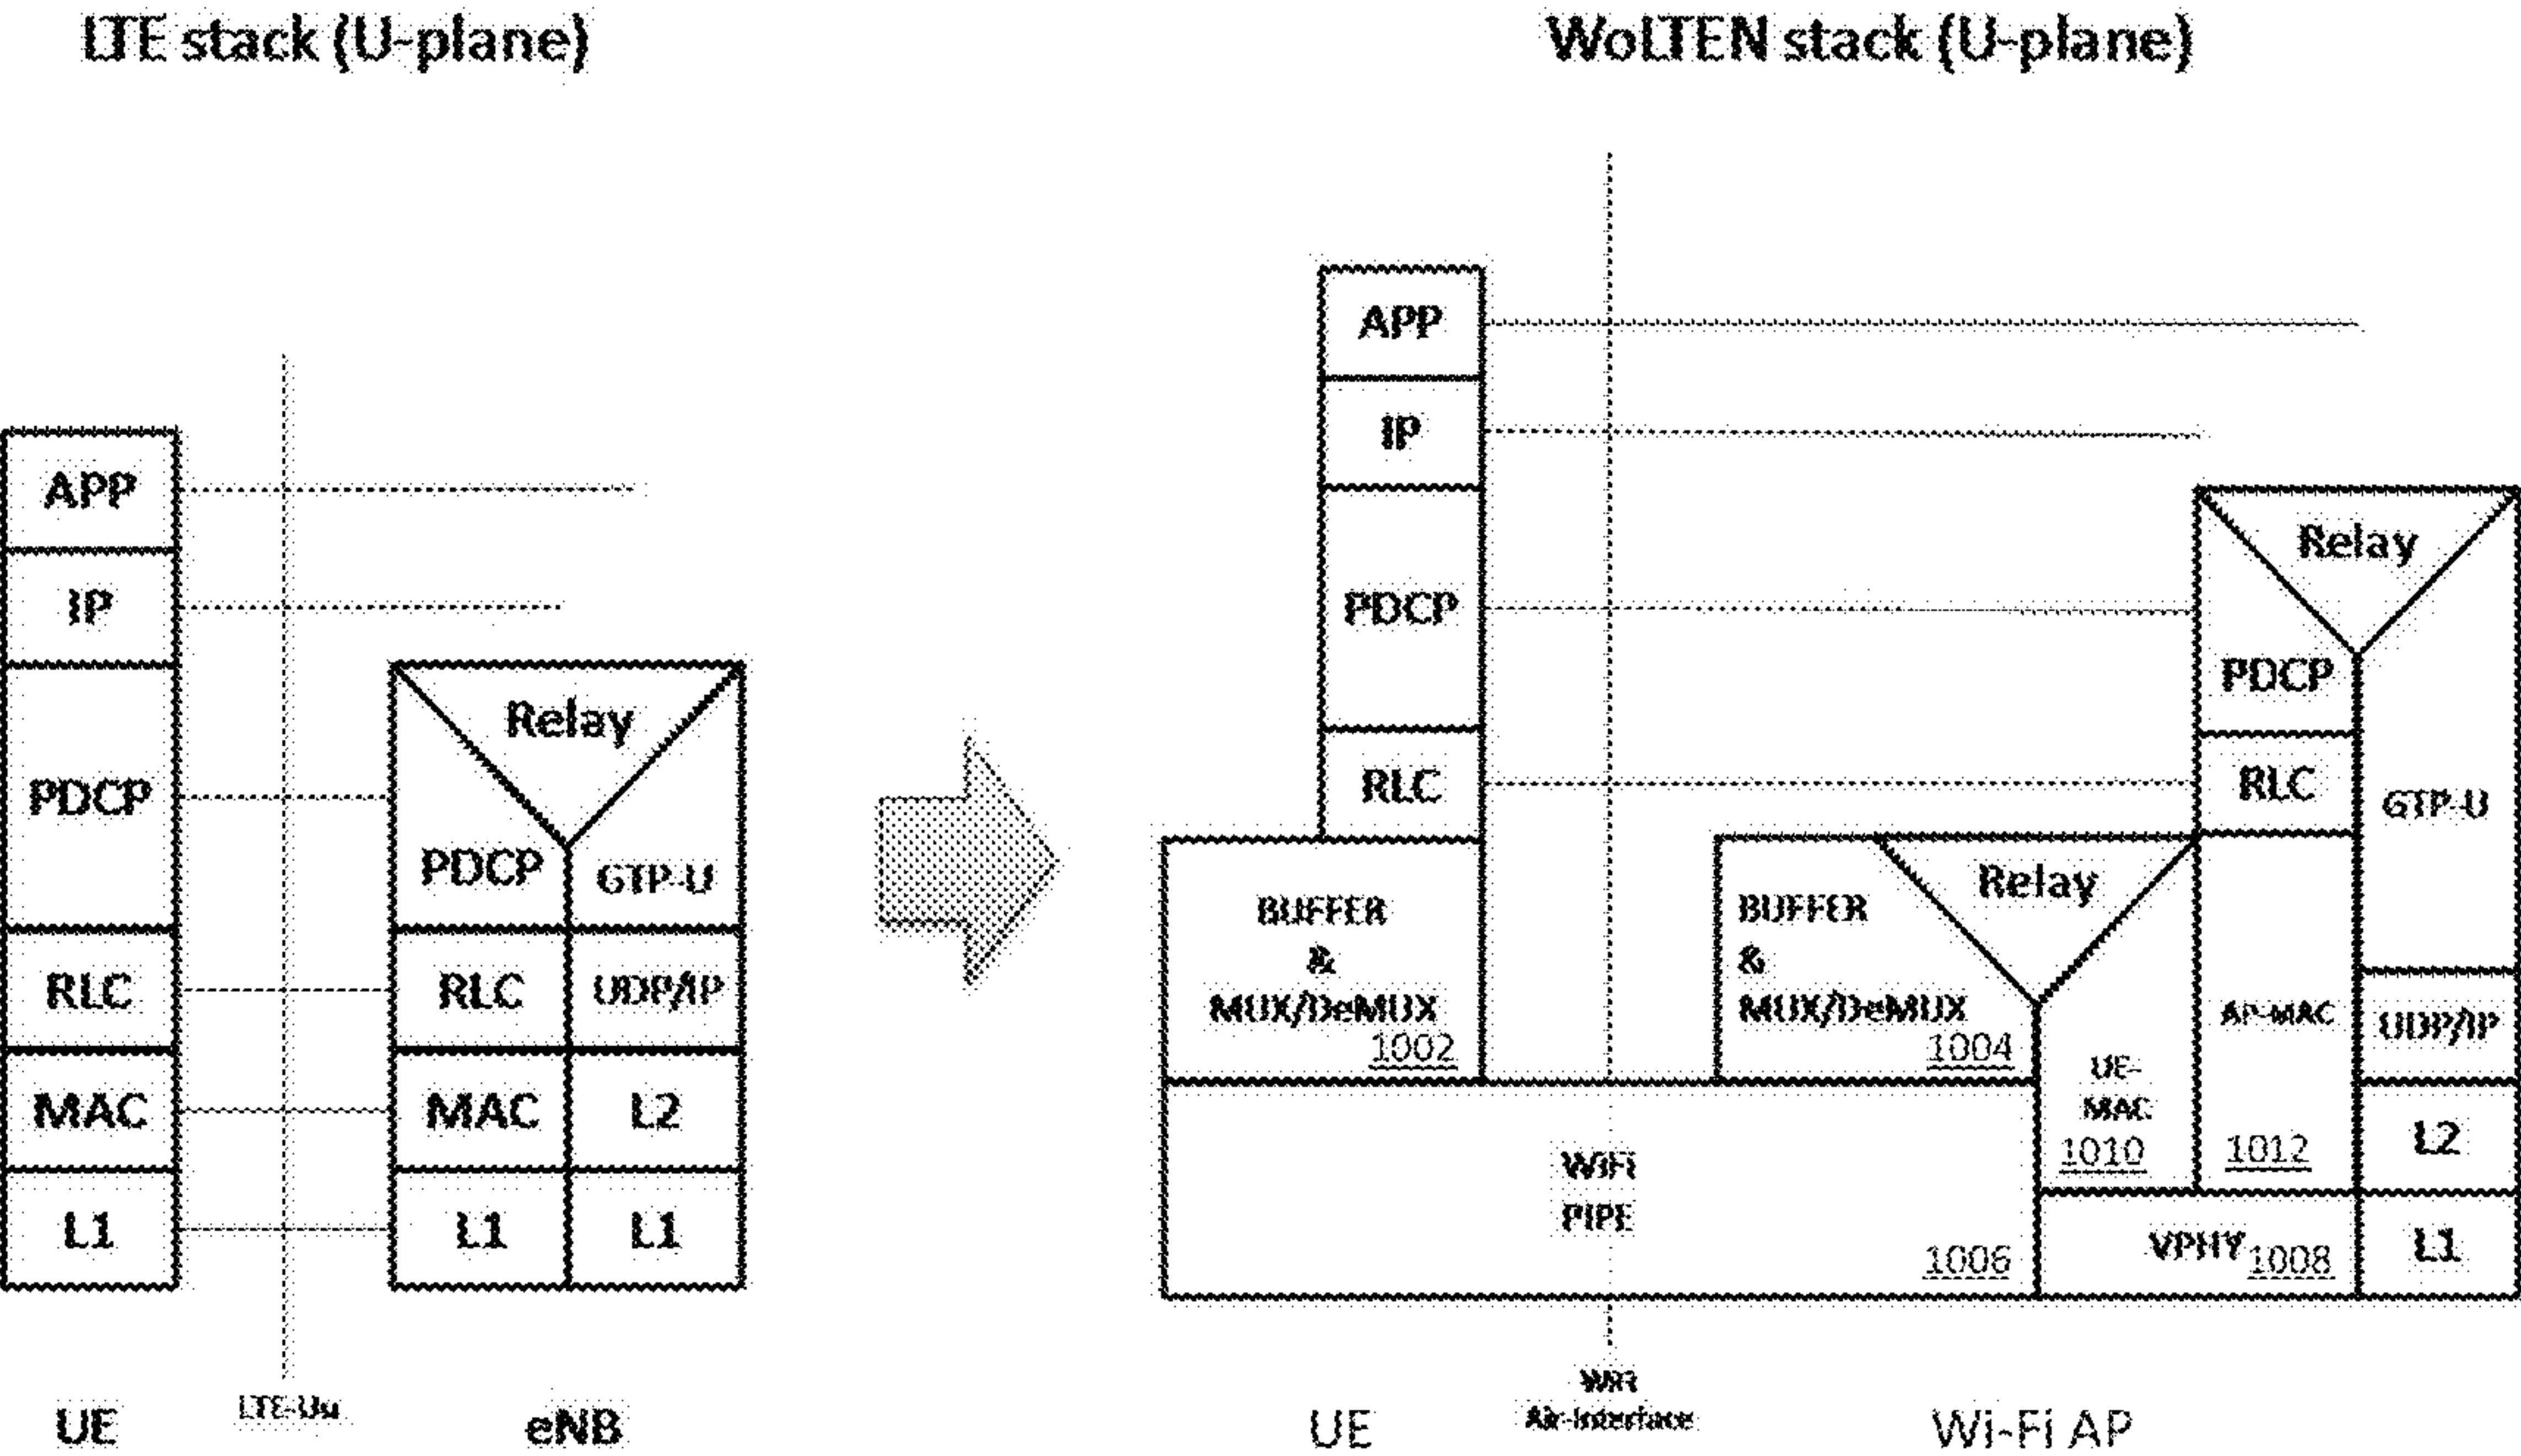 LTE stack (U-plane)
APP
IP
PDCP
RLC
MAC
L1
Relay
PDCP
GTP-U
RLC
UDP/IP
MAC
L2
L1
L1
UE
LTE-Uu
eNB
WoLTEN stack (U-plane)
APP
IP
PDCP
RLC
BUFFER
&
MUX/DeMUX
1002
BUFFER
&
MUX/DeMUX
1004
Relay
Relay
PDCP
RLC
GTP-U
AP-MAC
1012
UE-
MAC
1010
UDP/IP
L2
L1
WiFi
PIPE
1006
VPHY 1008
UE
Wifi
Air-Interface
Wi-Fi AP